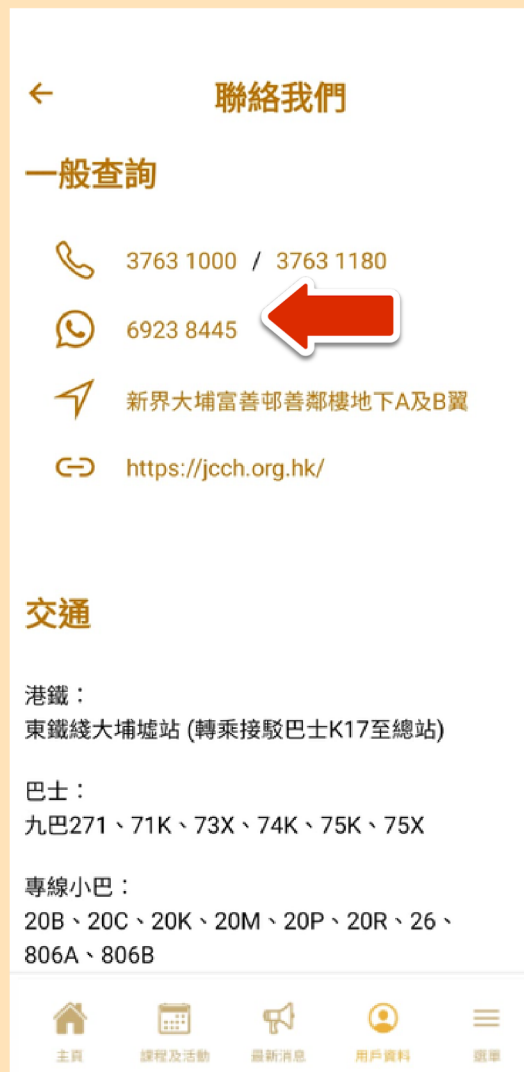 聯絡我們
一般查詢
3763 1000 / 3763 1180
6923 8445
新界大埔富善邨善鄰樓地下A及B翼
https://jcch.org.hk/
交通
港鐵：
東鐵綫大埔墟站 (轉乘接駁巴士K17至總站)
巴士：
九巴271、71K、73X、74K、75K、75X
專線小巴：
20B、20C、20K、20M、20P、20R、26、
806A、806B
主頁 課程及活動 最新消息 用戶資料 選單